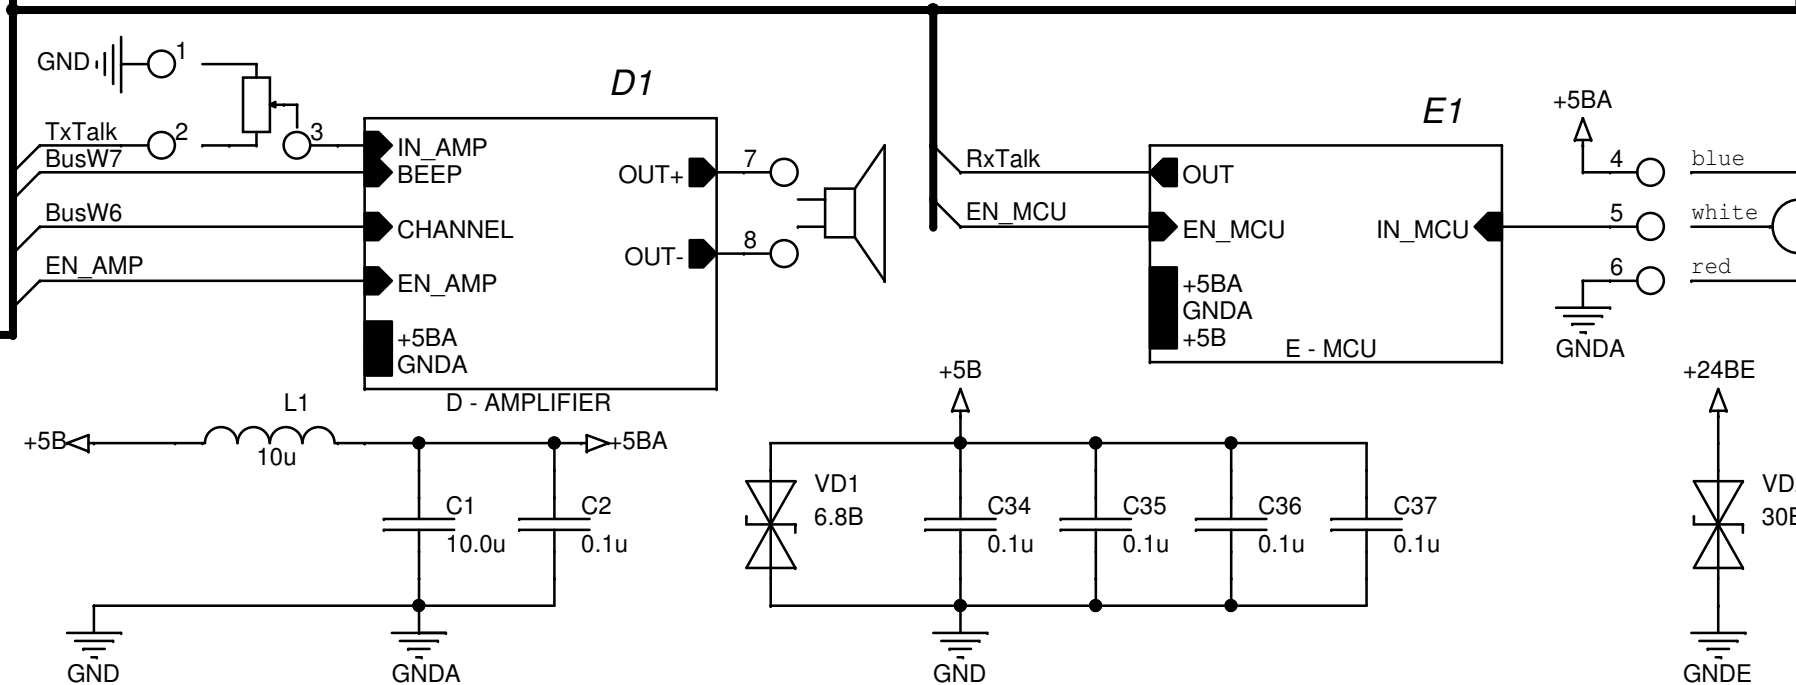 GND
1
TxTalk
2
3
BusW7
BusW6
EN_AMP
D1
IN_AMP
BEEP
CHANNEL
EN_AMP
+5BA
GNDA
OUT+
OUT-
7
8
D - AMPLIFIER
RxTalk
EN_MCU
E1
OUT
EN_MCU
IN_MCU
+5BA
GNDA
+5B
E - MCU
+5BA
4
blue
5
white
6
red
GNDA
L1
+5B
10u
+5BA
C1
10.0u
C2
0.1u
GND
GNDA
+5B
VD1
6.8B
C34
0.1u
C35
0.1u
C36
0.1u
C37
0.1u
GND
+24BE
GNDE